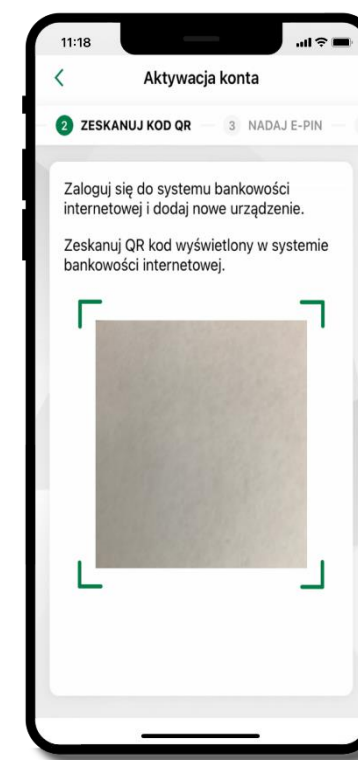 11:18
Aktywacja konta
2 ZESKANUJ KOD QR 3 NADAJ E-PIN
Zaloguj się do systemu bankowości
internetowej i dodaj nowe urządzenie.
Zeskanuj QR kod wyświetlony w systemie
bankowości internetowej.